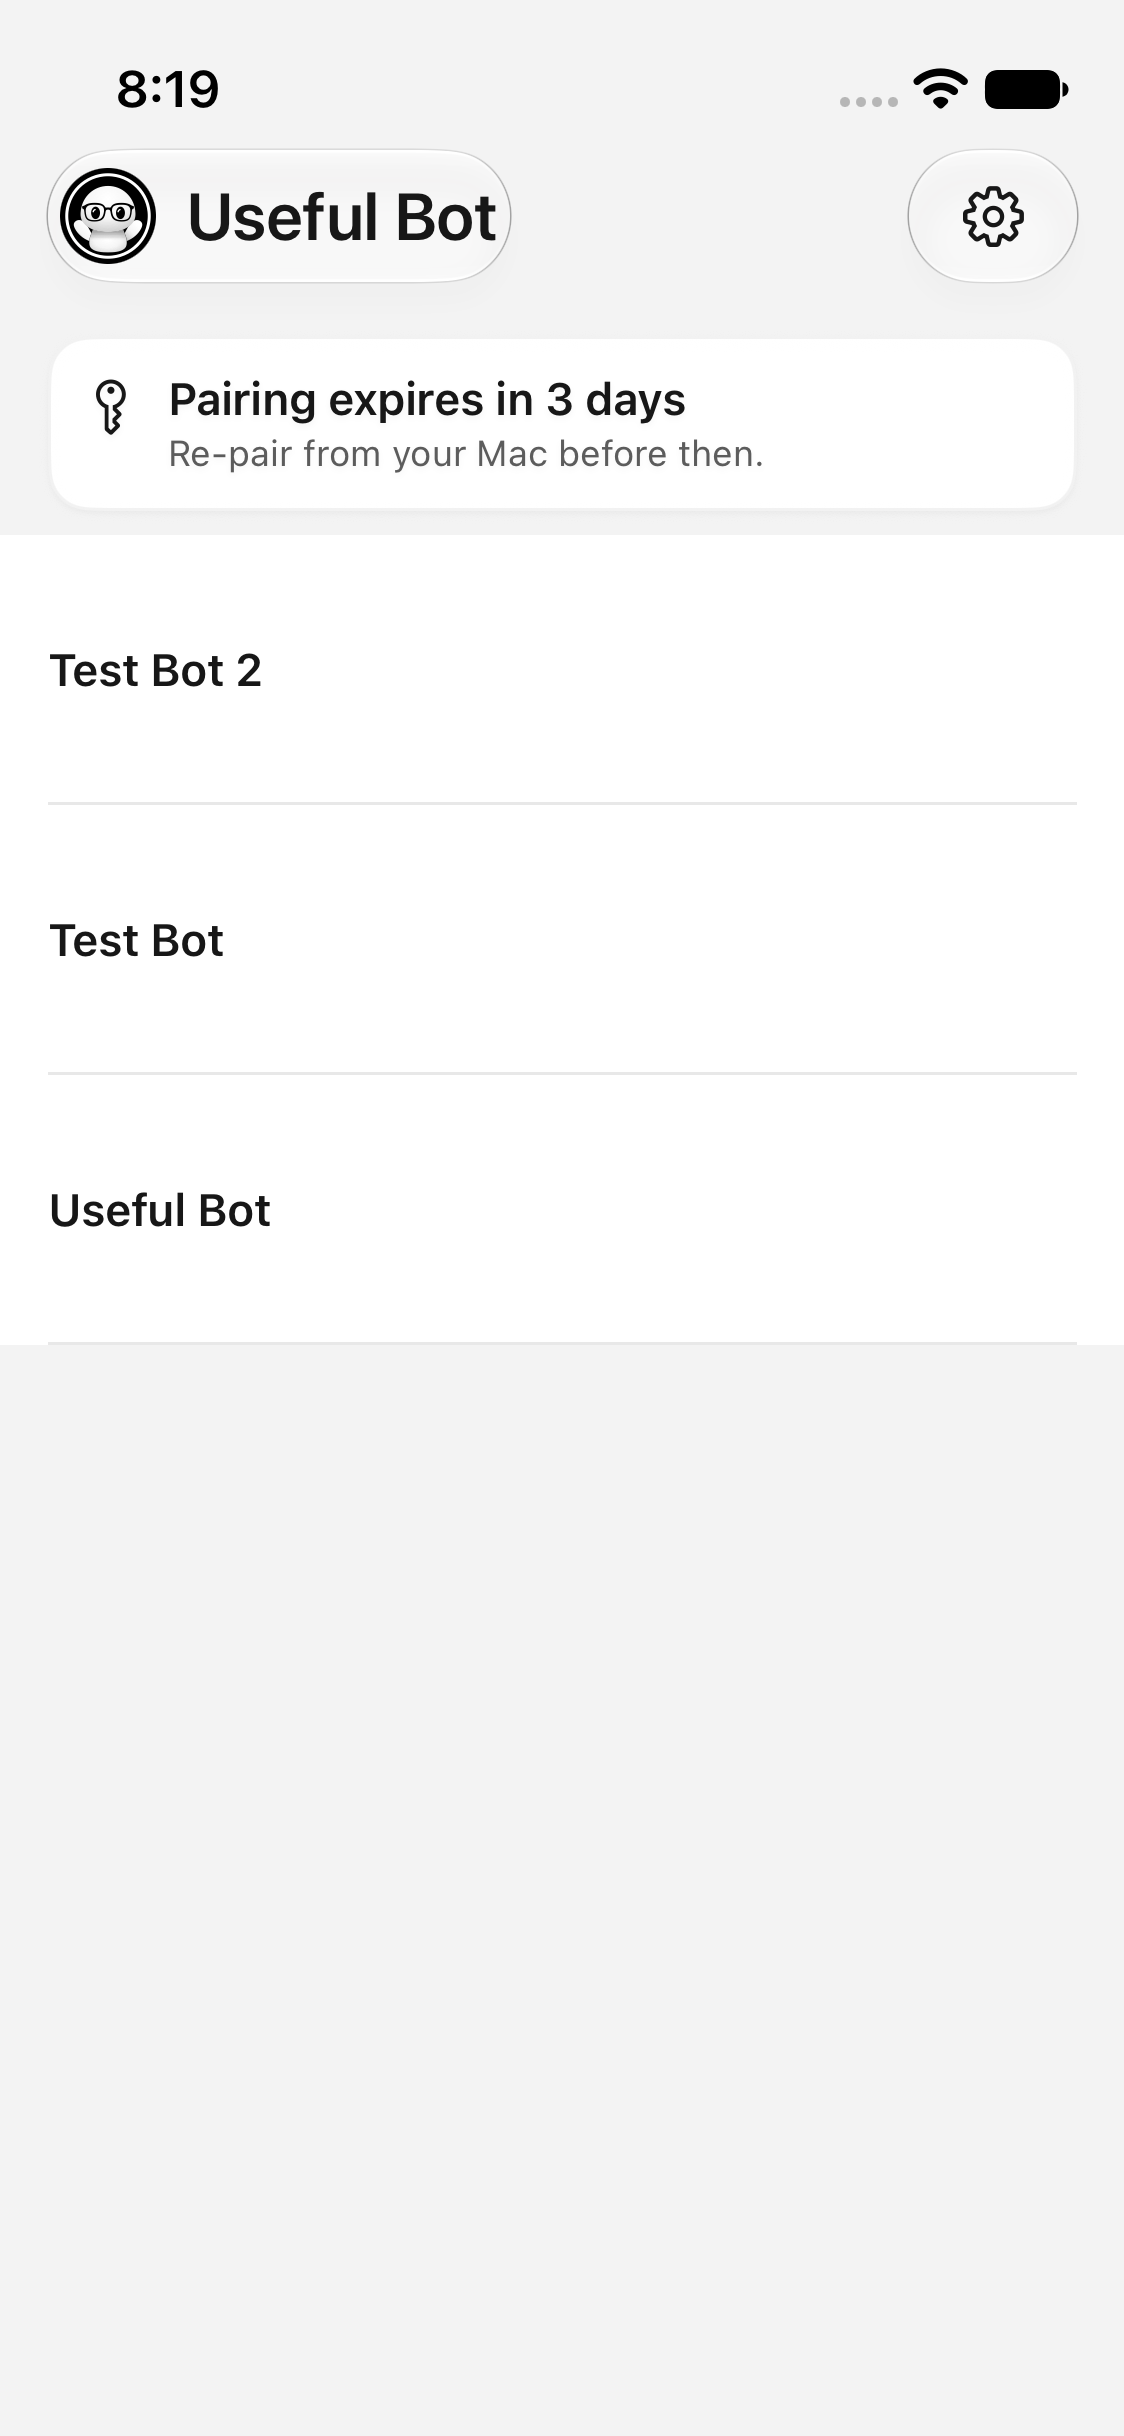 8:19
Useful Bot
Pairing expires in 3 days
Re-pair from your Mac before then.
Test Bot 2
Test Bot
Useful Bot